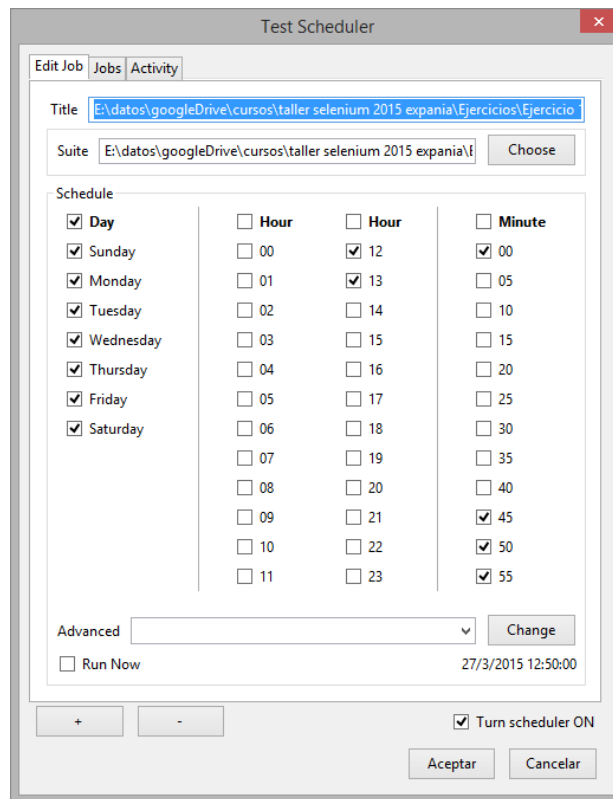 Test Scheduler
Edit Job Jobs Activity
Title E:\datos\googleDrive\cursos\taller selenium 2015 expania\Ejercicios\Ejercicio
Suite E:\datos\googleDrive\cursos\taller selenium 2015 expania\E Choose
Schedule
Day Hour Hour Minute
Sunday 00 12 00
Monday 01 13 05
Tuesday 02 14 10
Wednesday 03 15 15
Thursday 04 16 20
Friday 05 17 25
Saturday 06 18 30
07 19 35
08 20 40
09 21 45
10 22 50
11 23 55
Advanced Change
Run Now 27/3/2015 12:50:00
+ - Turn scheduler ON
Aceptar Cancelar